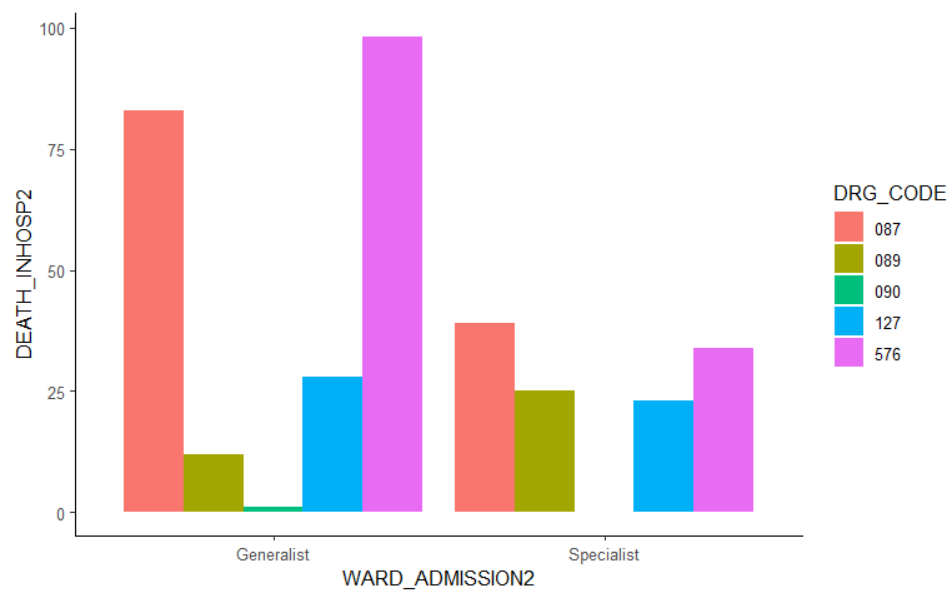 100
75
50
25
0
DEATH_INHOSP2
Generalist
Specialist
WARD_ADMISSION2
DRG_CODE
087
089
090
127
576